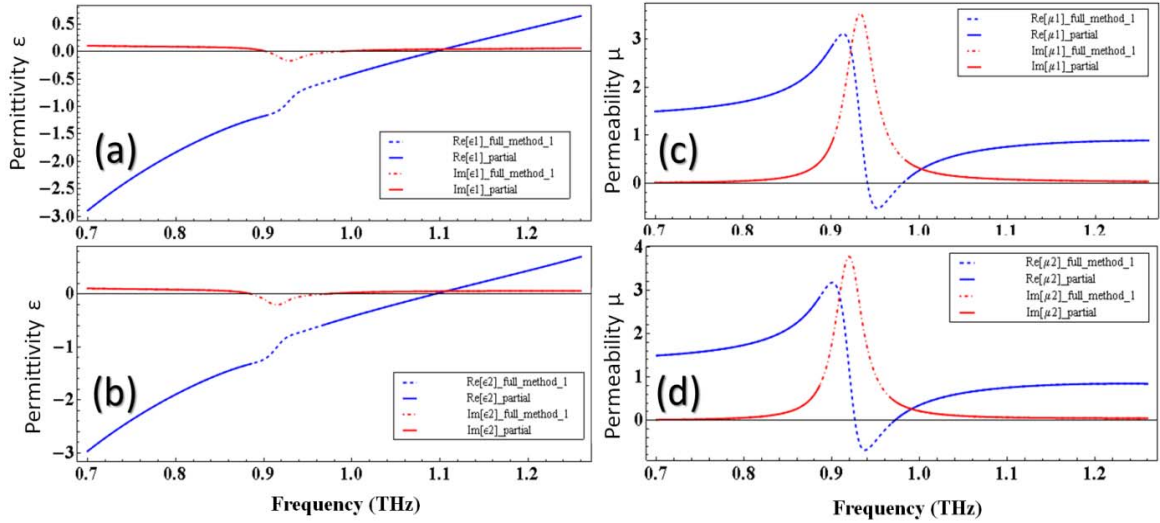 Permittivity ε
0.5
0.0
−0.5
−1.0
−1.5
−2.0
−2.5
−3.0
(a)
Re[ϵ1]_full_method_1
Re[ϵ1]_partial
Im[ϵ1]_full_method_1
Im[ϵ1]_partial
0.7 0.8 0.9 1.0 1.1 1.2
Permittivity ε
0
−1
−2
−3
(b)
Re[ϵ2]_full_method_1
Re[ϵ2]_partial
Im[ϵ2]_full_method_1
Im[ϵ2]_partial
0.7 0.8 0.9 1.0 1.1 1.2
Frequency (THz)
Permeability μ
3
2
1
0
(c)
Re[μ1]_full_method_1
Re[μ1]_partial
Im[μ1]_full_method_1
Im[μ1]_partial
0.7 0.8 0.9 1.0 1.1 1.2
Permeability μ
4
3
2
1
0
(d)
Re[μ2]_full_method_1
Re[μ2]_partial
Im[μ2]_full_method_1
Im[μ2]_partial
0.7 0.8 0.9 1.0 1.1 1.2
Frequency (THz)